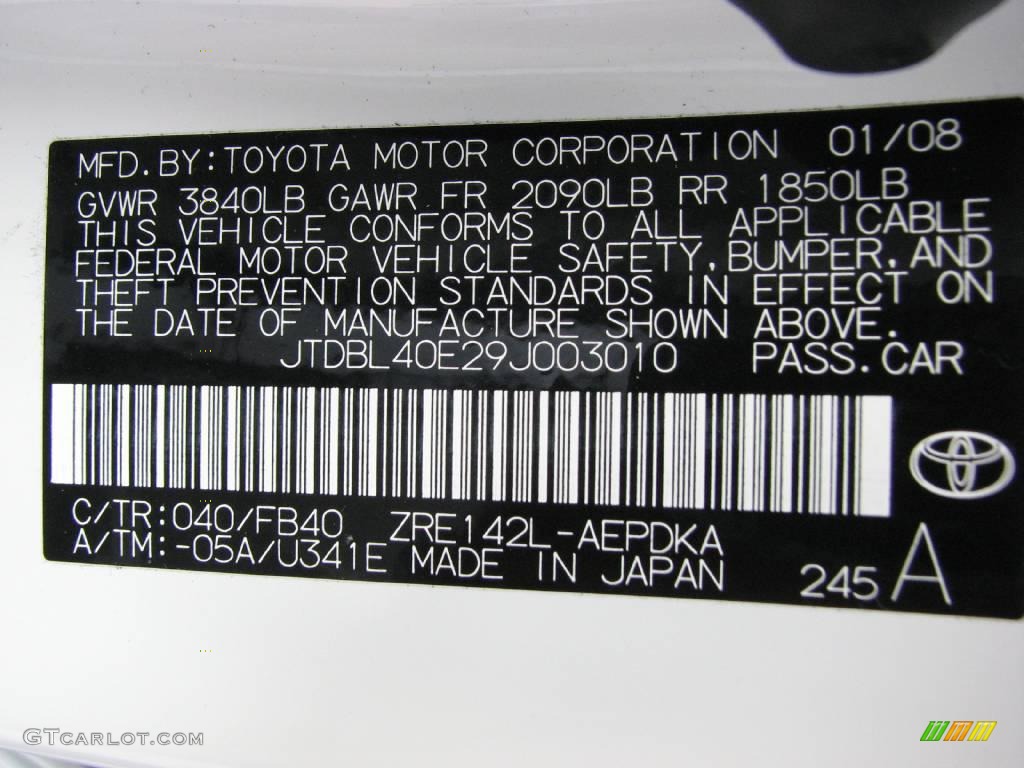 MFD. BY: TOYOTA MOTOR CORPORATION 01/08
GVWR 3840LB GAWR FR 2090LB RR 1850LB
THIS VEHICLE CONFORMS TO ALL APPLICABLE
FEDERAL MOTOR VEHICLE SAFETY, BUMPER, AND
THEFT PREVENTION STANDARDS IN EFFECT ON
THE DATE OF MANUFACTURE SHOWN ABOVE.
JTDBL40E29J003010 PASS. CAR
C/TR: 040/FB40 ZRE142L-AEPDKA
A/TM: -05A/U341E MADE IN JAPAN 245 A
GTCARLOT.COM